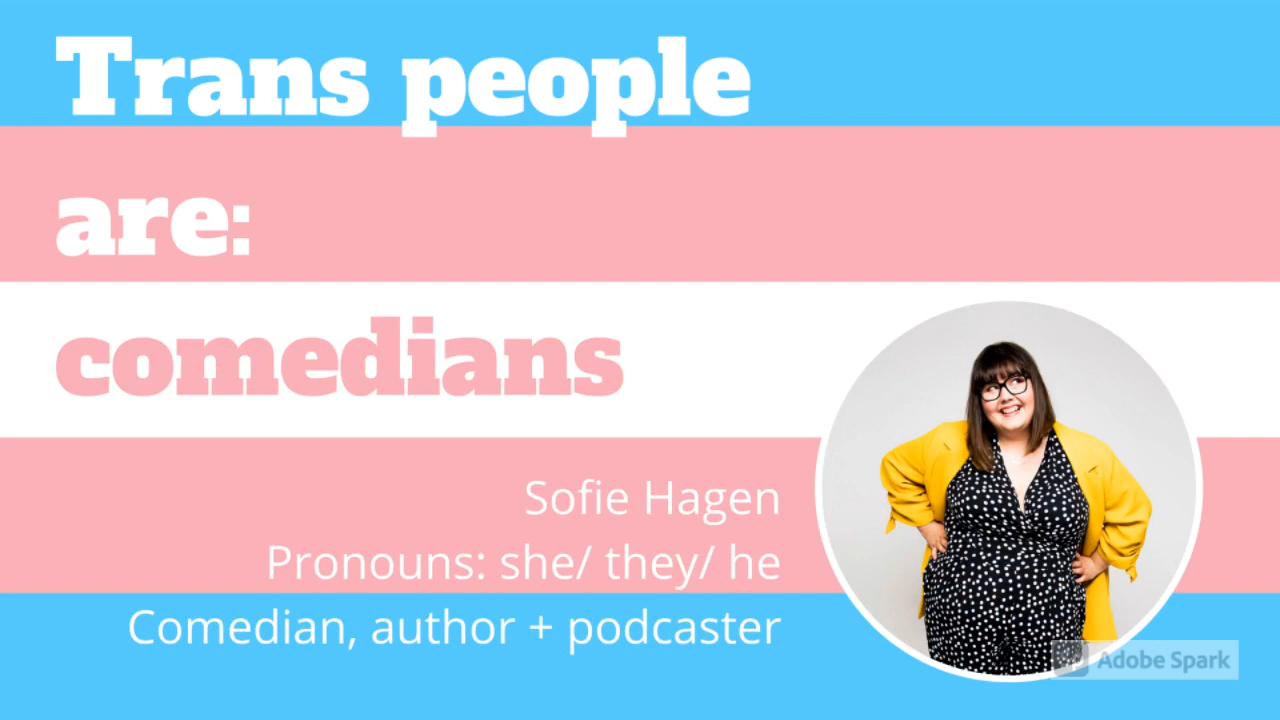 Trans people
are:
comedians
Sofie Hagen
Pronouns: she/ they/ he
Comedian, author + podcaster
Adobe Spark